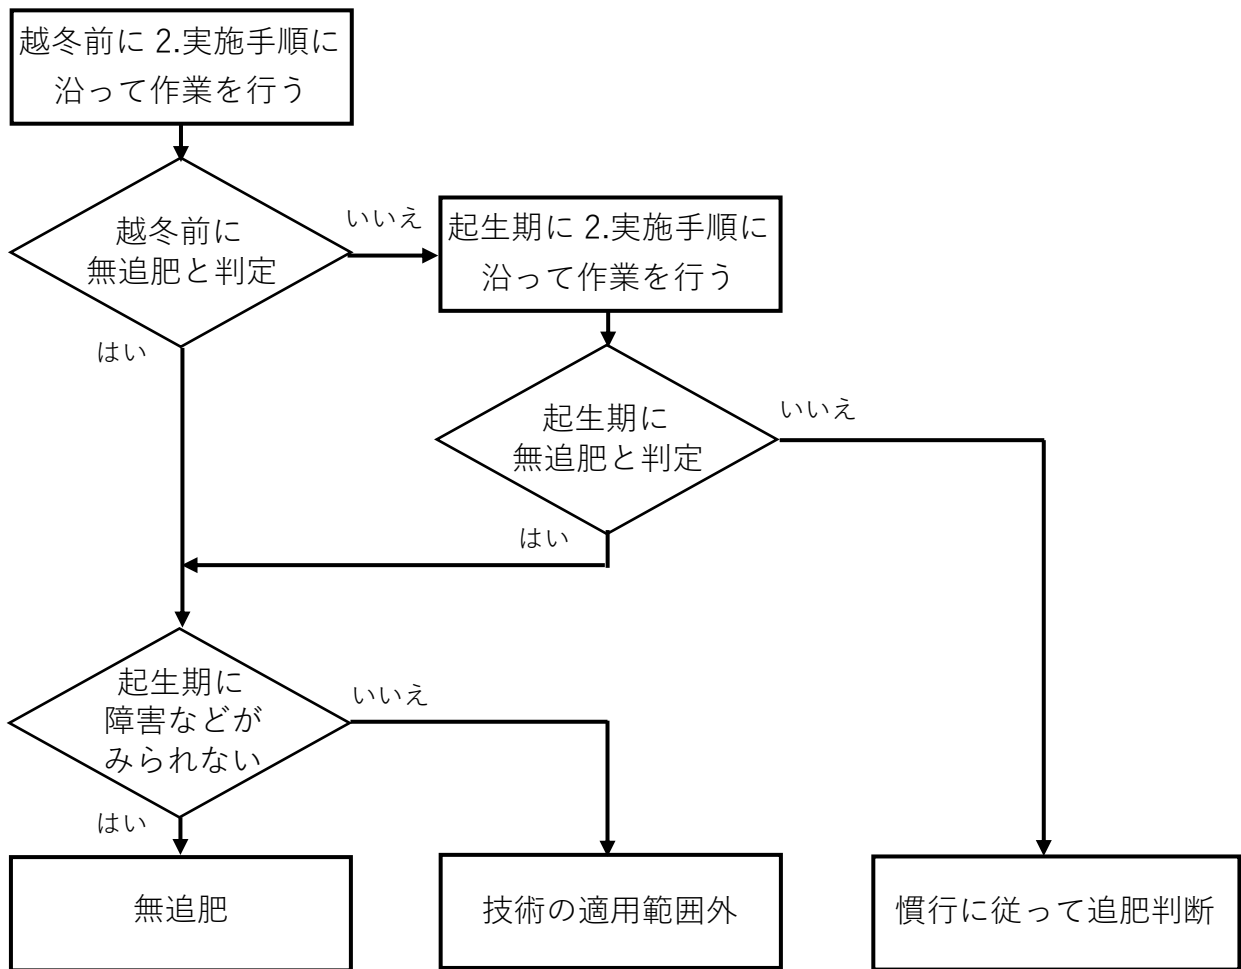 越冬前に 2.実施手順に
沿って作業を行う
越冬前に
無追肥と判定
いいえ
起生期に 2.実施手順に
沿って作業を行う
はい
起生期に
無追肥と判定
いいえ
はい
起生期に
障害などが
みられない
いいえ
はい
無追肥
技術の適用範囲外
慣行に従って追肥判断